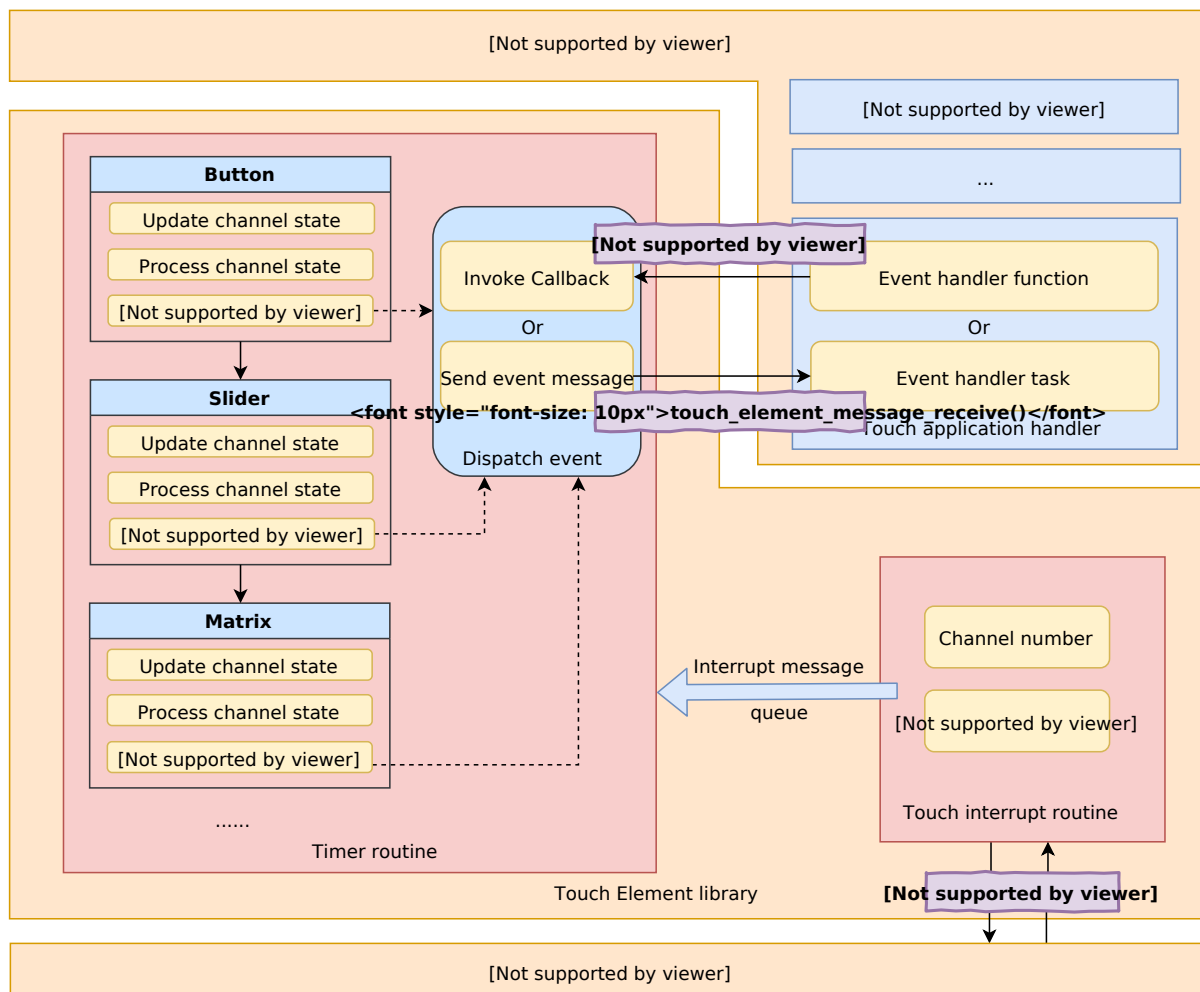 [Not supported by viewer]
[Not supported by viewer]
...
Button
Update channel state
Process channel state
[Not supported by viewer]
Slider
Update channel state
Process channel state
[Not supported by viewer]
Matrix
Update channel state
Process channel state
[Not supported by viewer]
......
Timer routine
Invoke Callback
Or
Send event message
Dispatch event
[Not supported by viewer]
Event handler function
Or
Event handler task
<font style="font-size: 10px">touch_element_message_receive()</font>
Touch application handler
Interrupt message
queue
Channel number
[Not supported by viewer]
Touch interrupt routine
Touch Element library
[Not supported by viewer]
[Not supported by viewer]